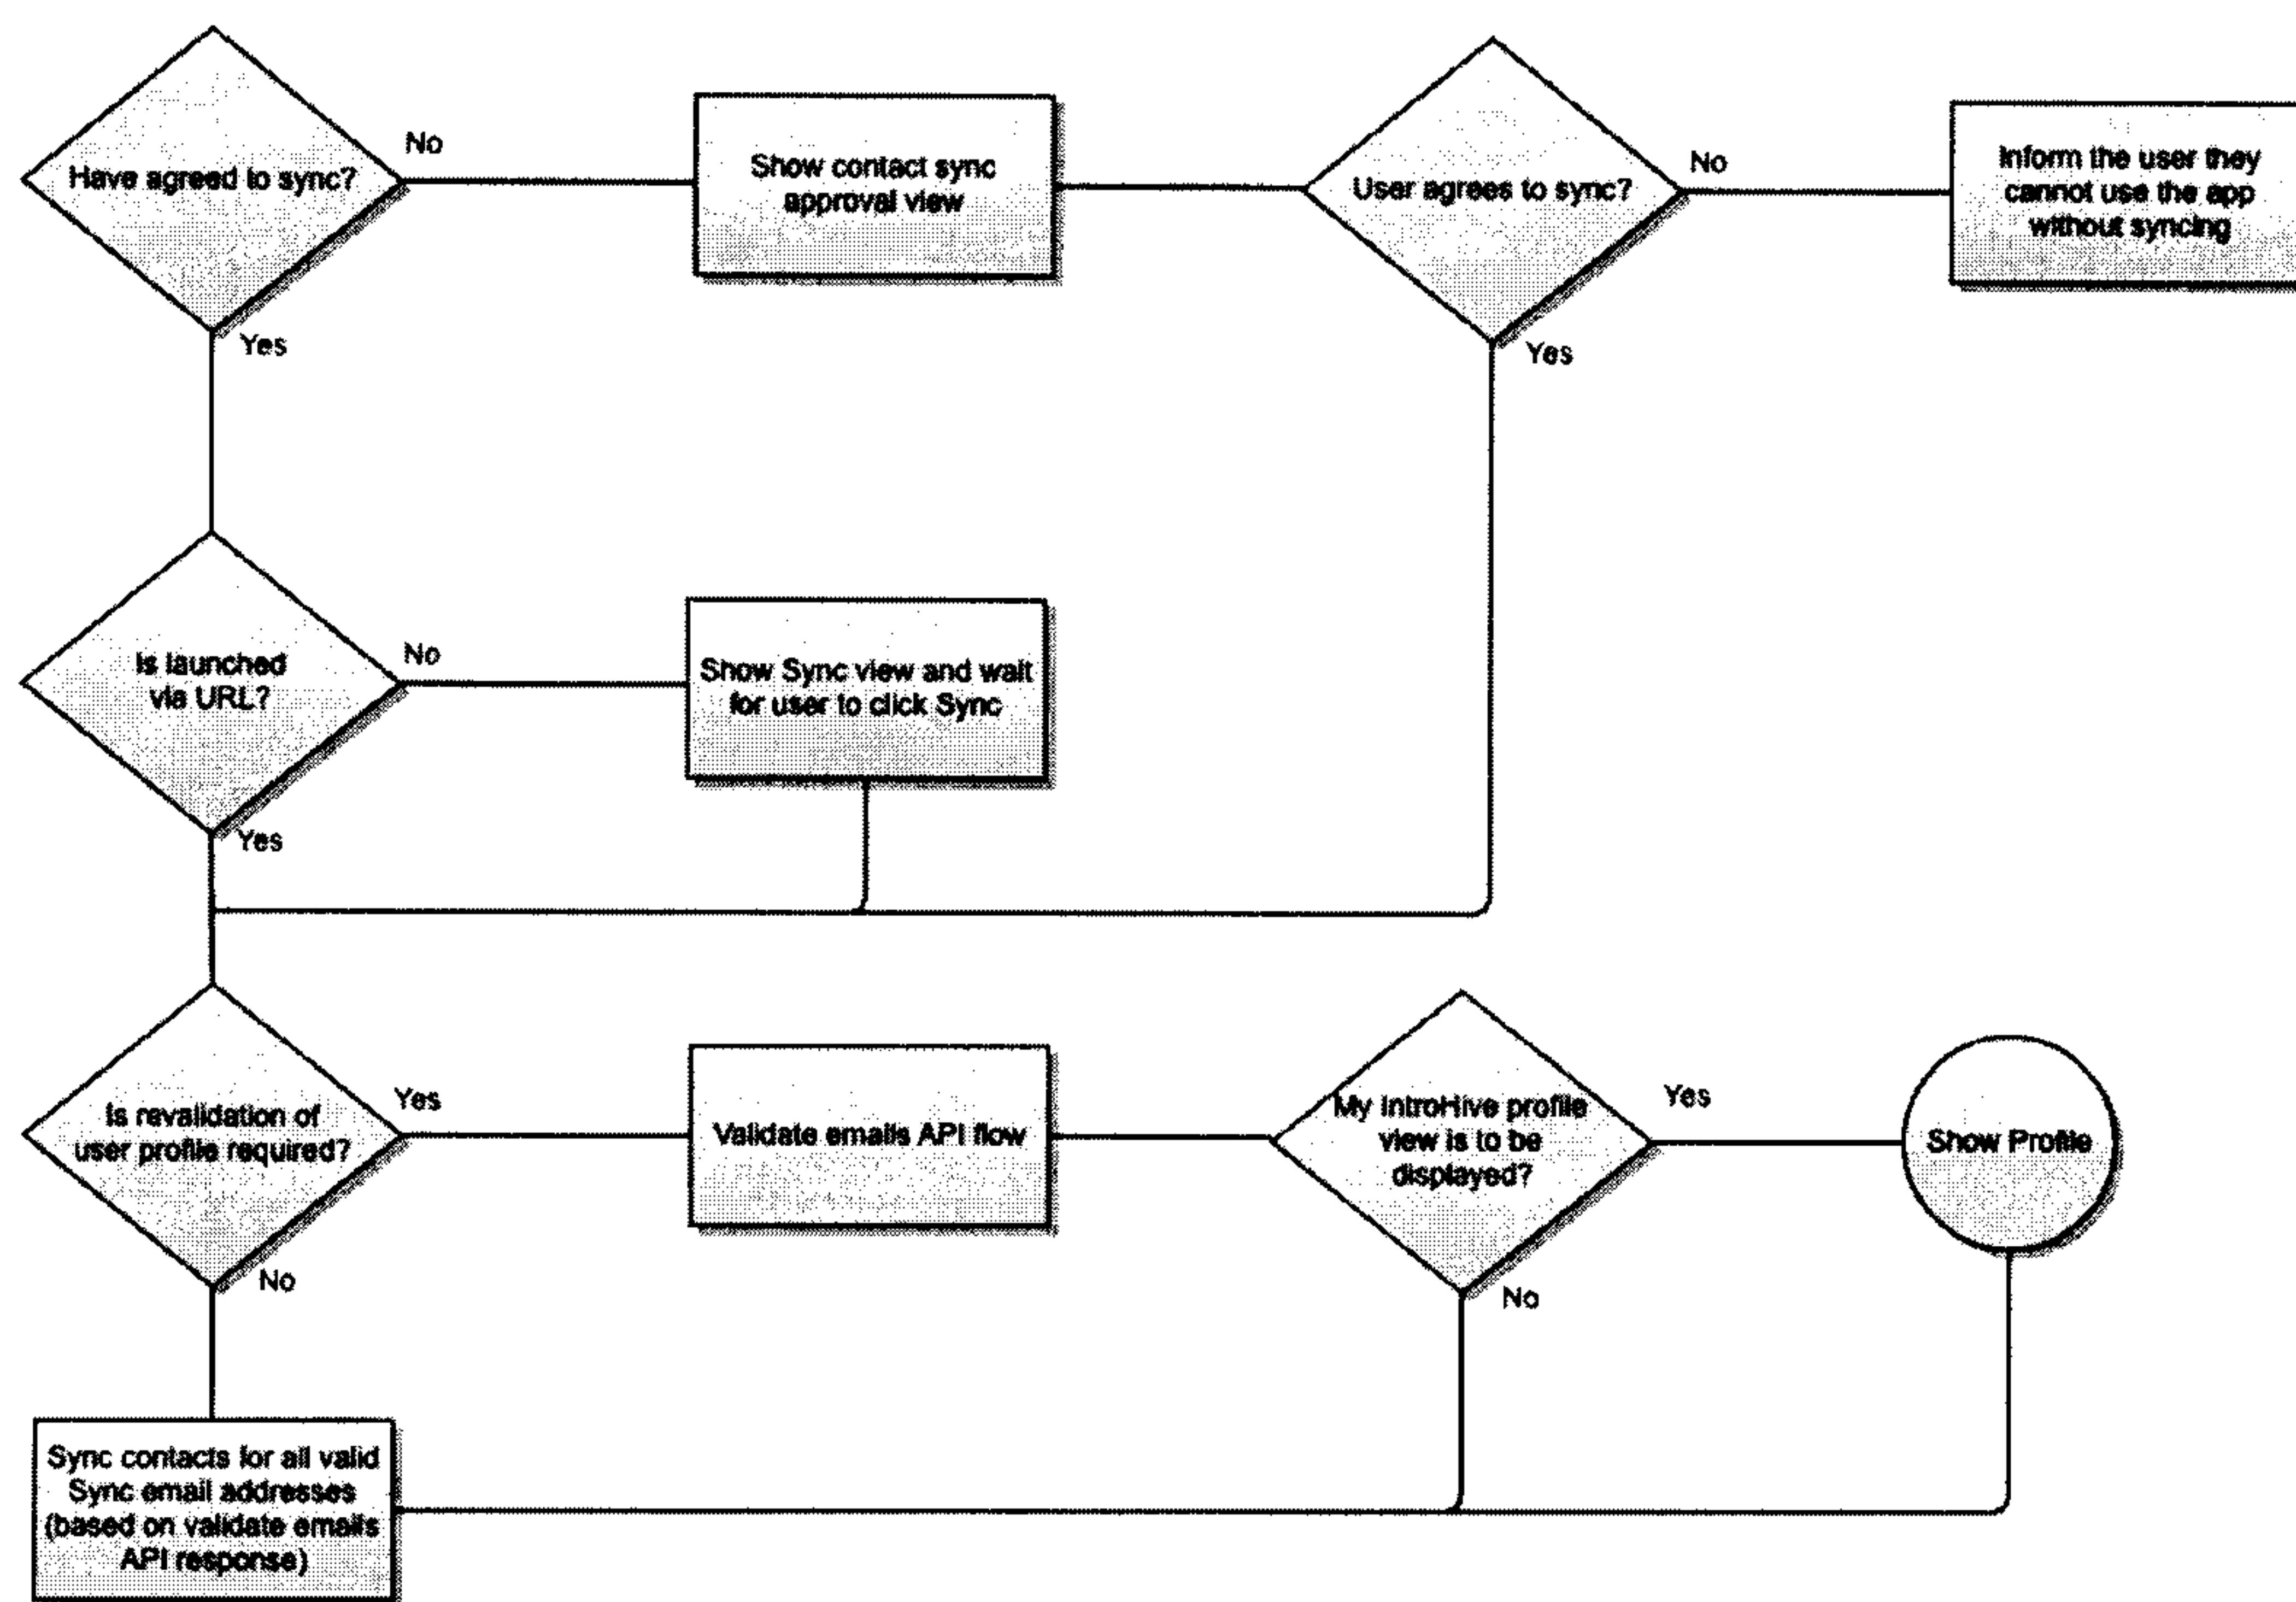 Have agreed to sync?
No
Yes
Show contact sync
approval view
User agrees to sync?
No
Yes
Inform the user they
cannot use the app
without syncing
Is launched
via URL?
No
Yes
Show Sync view and wait
for user to click Sync
Is revalidation of
user profile required?
Yes
No
Validate emails API flow
My IntroHive profile
view is to be
displayed?
Yes
No
Show Profile
Sync contacts for all valid
Sync email addresses
(based on validate emails
API response)